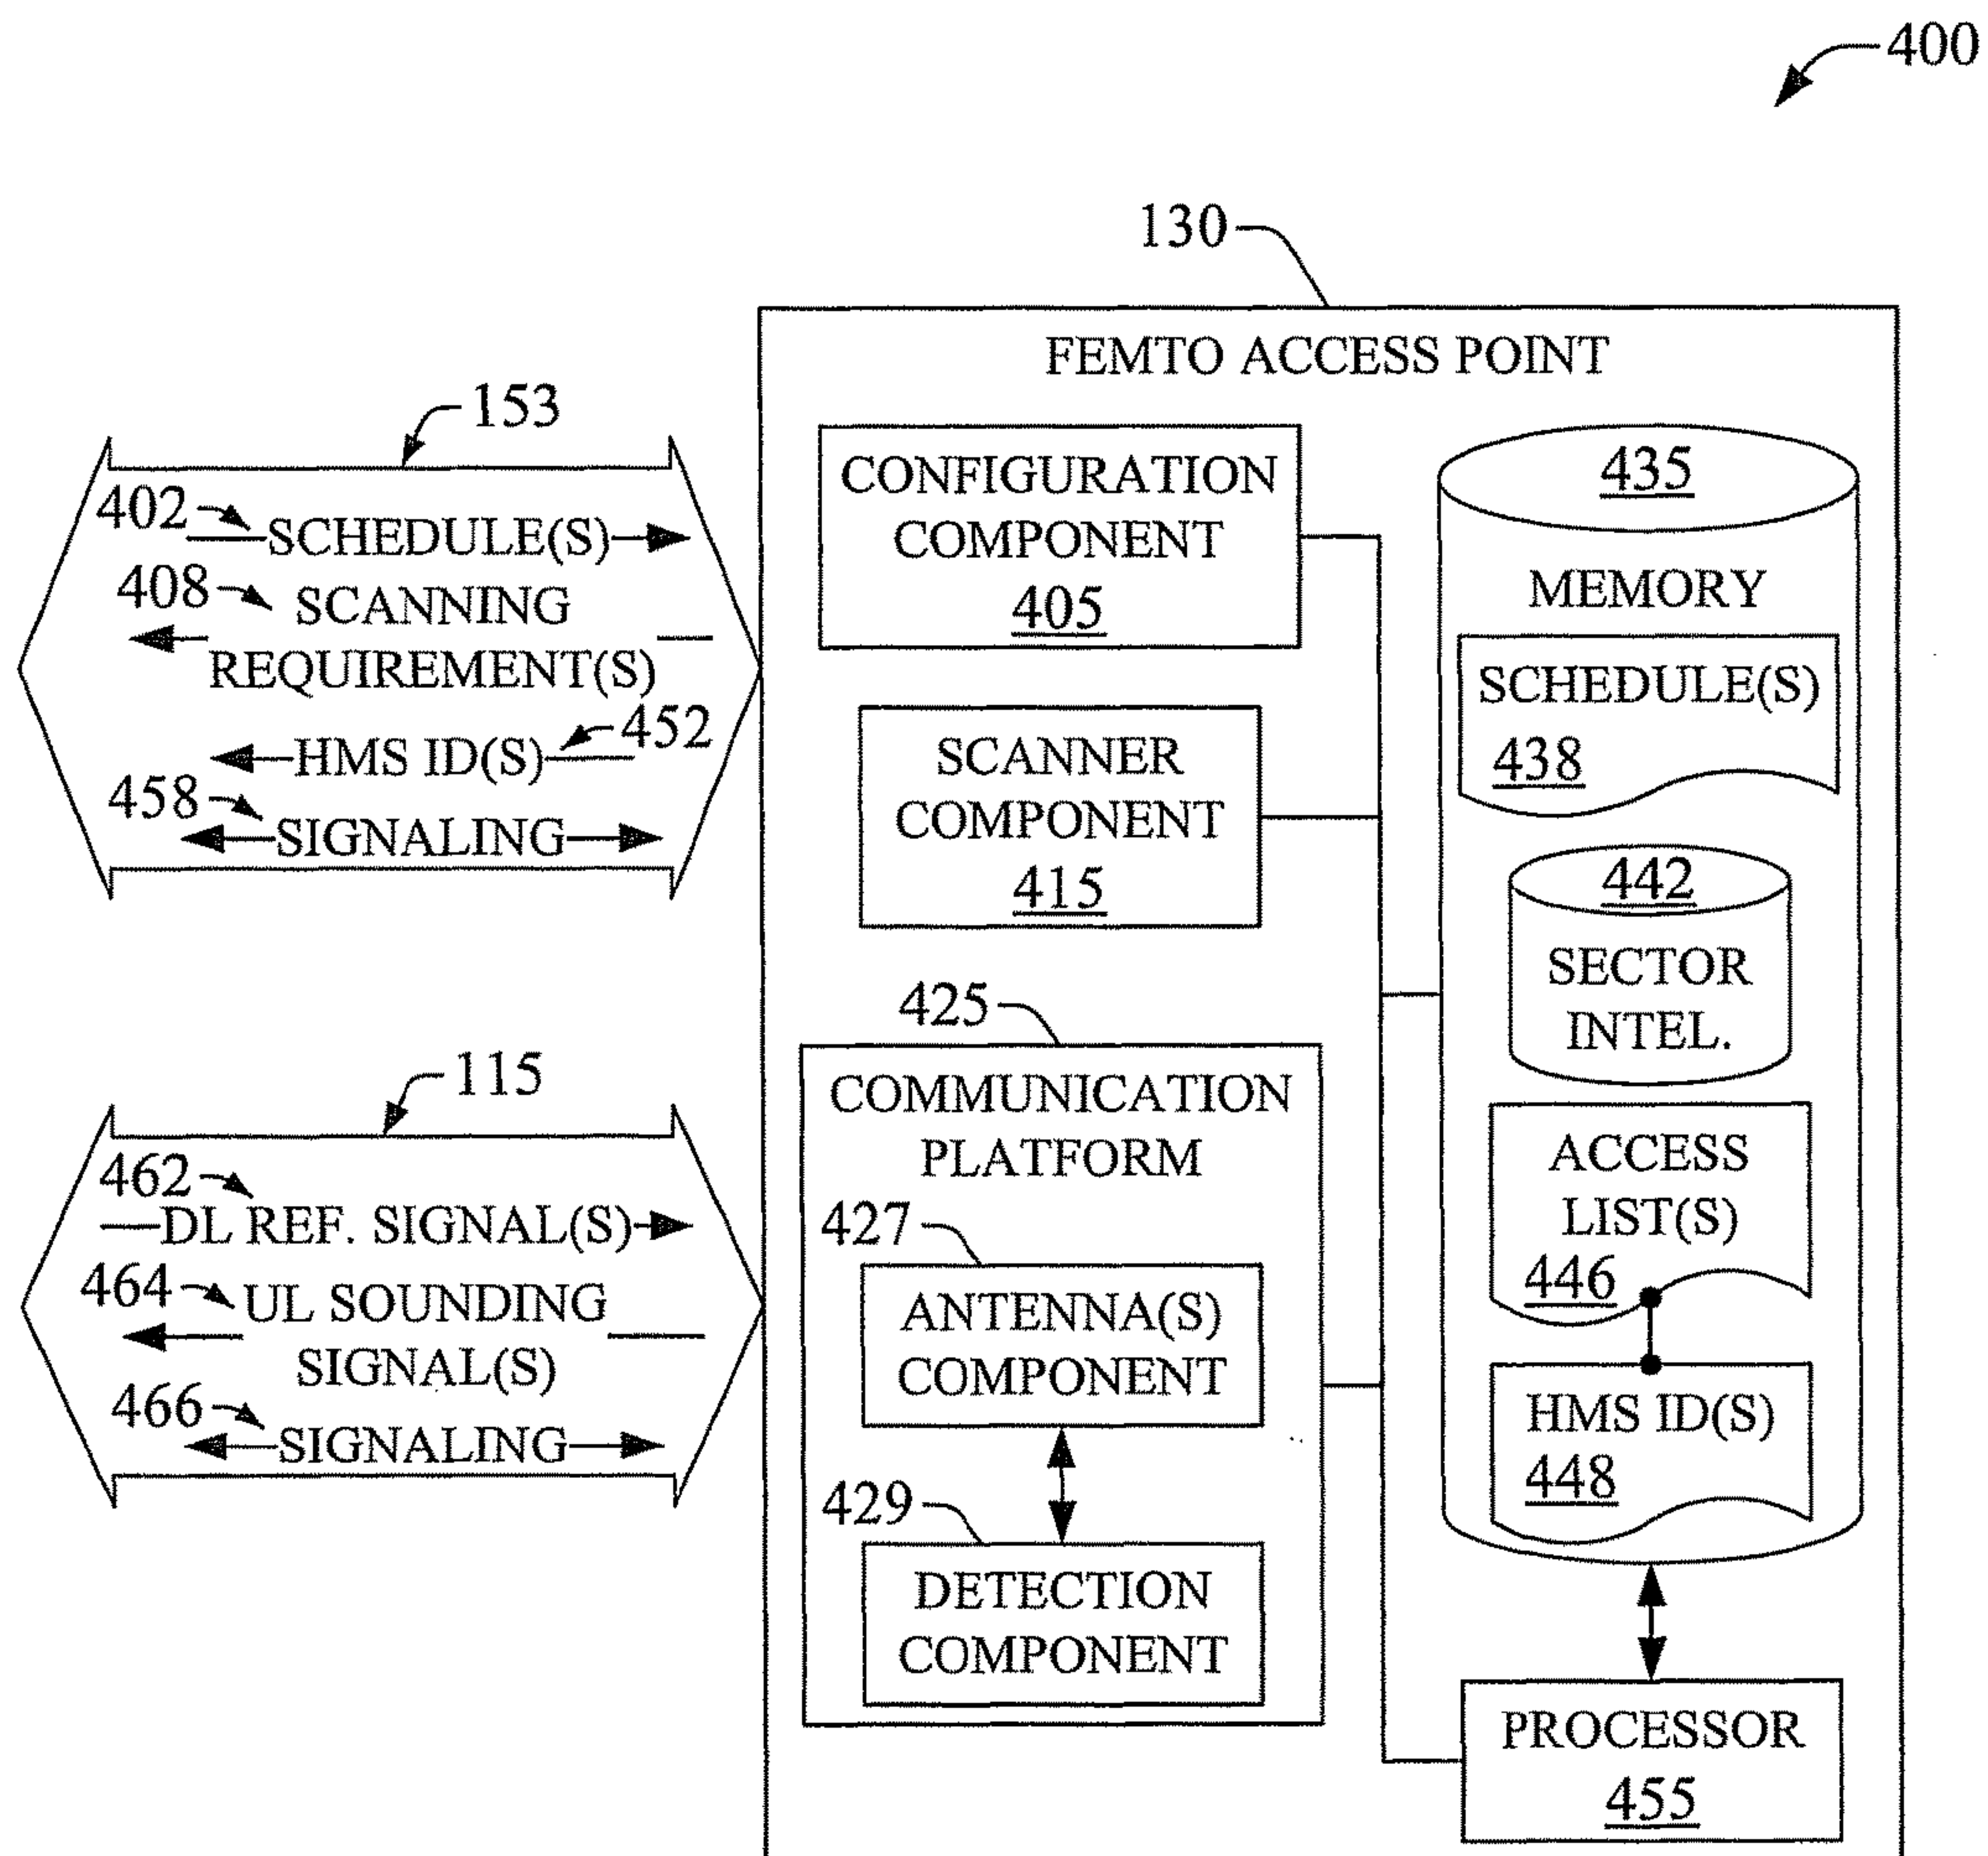 400
130
FEMTO ACCESS POINT
153
402
SCHEDULE(S)
408
SCANNING
REQUIREMENT(S)
452
HMS ID(S)
458
SIGNALING
115
462
DL REF. SIGNAL(S)
464
UL SOUNDING
SIGNAL(S)
466
SIGNALING
CONFIGURATION
COMPONENT
405
SCANNER
COMPONENT
415
425
COMMUNICATION
PLATFORM
427
ANTENNA(S)
COMPONENT
429
DETECTION
COMPONENT
435
MEMORY
SCHEDULE(S)
438
442
SECTOR
INTEL.
ACCESS
LIST(S)
446
HMS ID(S)
448
PROCESSOR
455